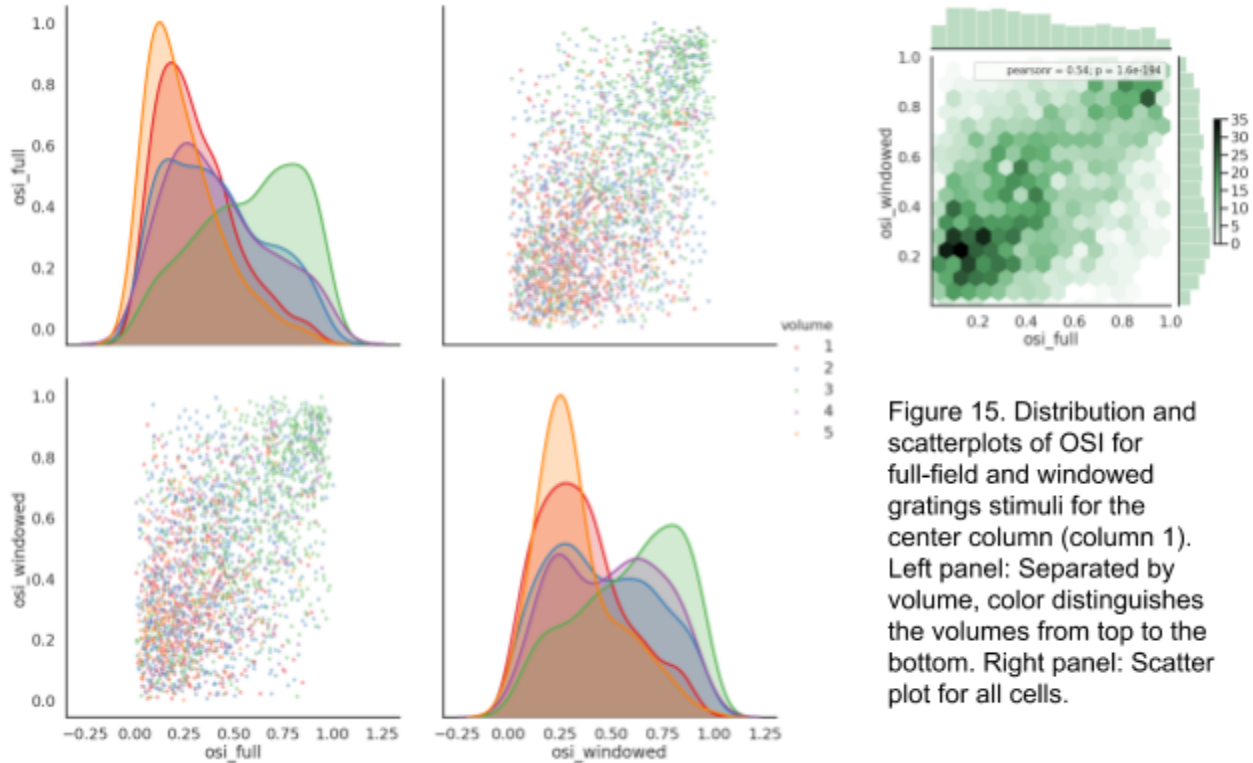 1.0
0.8
0.6
0.4
0.2
0.0
osi_full
volume
1
2
3
4
5
1.0
0.8
0.6
0.4
0.2
0.0
osi_windowed
−0.25 0.00 0.25 0.50 0.75 1.00 1.25
osi_full
−0.25 0.00 0.25 0.50 0.75 1.00 1.25
osi_windowed
pearsonr = 0.54; p = 1.6e-194
1.0
0.8
0.6
0.4
0.2
osi_windowed
0.2 0.4 0.6 0.8 1.0
osi_full
35
30
25
20
15
10
5
0
Figure 15. Distribution and
scatterplots of OSI for
full-field and windowed
gratings stimuli for the
center column (column 1).
Left panel: Separated by
volume, color distinguishes
the volumes from top to the
bottom. Right panel: Scatter
plot for all cells.